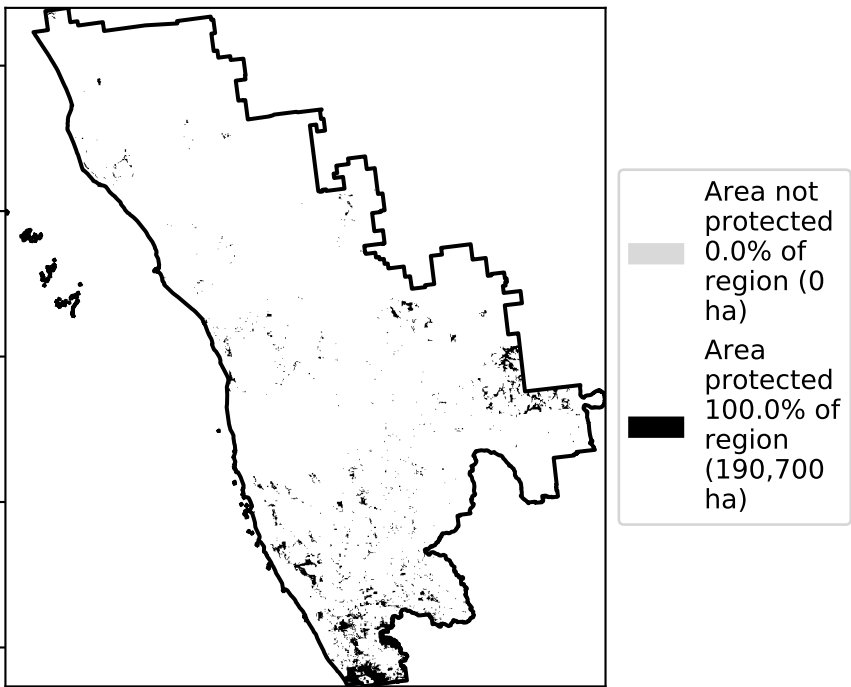 Area not
protected
0.0% of
region (0
ha)
Area
protected
100.0% of
region
(190,700
ha)